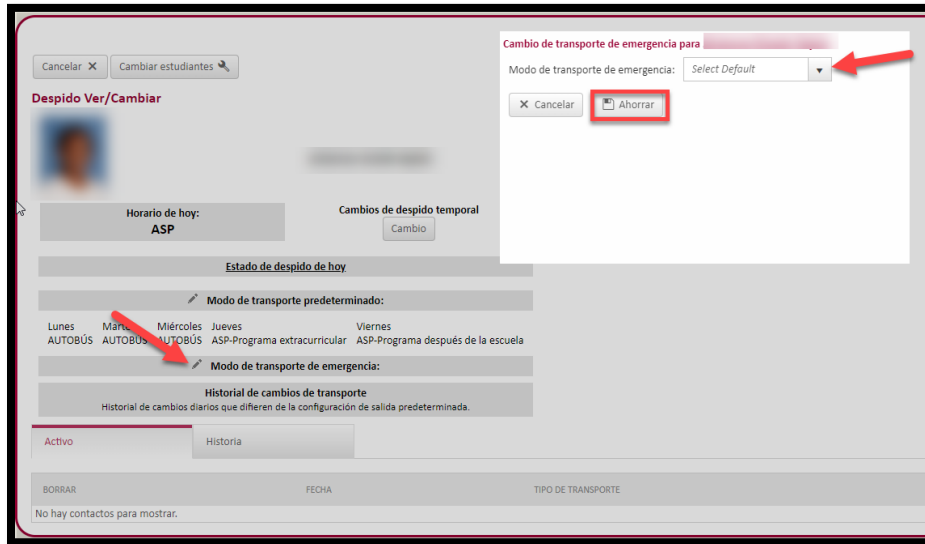 Cancelar
Cambiar estudiantes
Despido Ver/Cambiar
Horario de hoy:
ASP
Cambios de despido temporal
Cambio
Estado de despido de hoy
Modo de transporte predeterminado:
Lunes Martes Miércoles Jueves Viernes
AUTOBÚS AUTOBÚS AUTOBÚS ASP-Programa extracurricular ASP-Programa después de la escuela
Modo de transporte de emergencia:
Historial de cambios de transporte
Historial de cambios diarios que difieren de la configuración de salida predeterminada.
Activo Historia
BORRAR FECHA TIPO DE TRANSPORTE
No hay contactos para mostrar.
Cambio de transporte de emergencia para
Modo de transporte de emergencia: Select Default
Cancelar Ahorrar